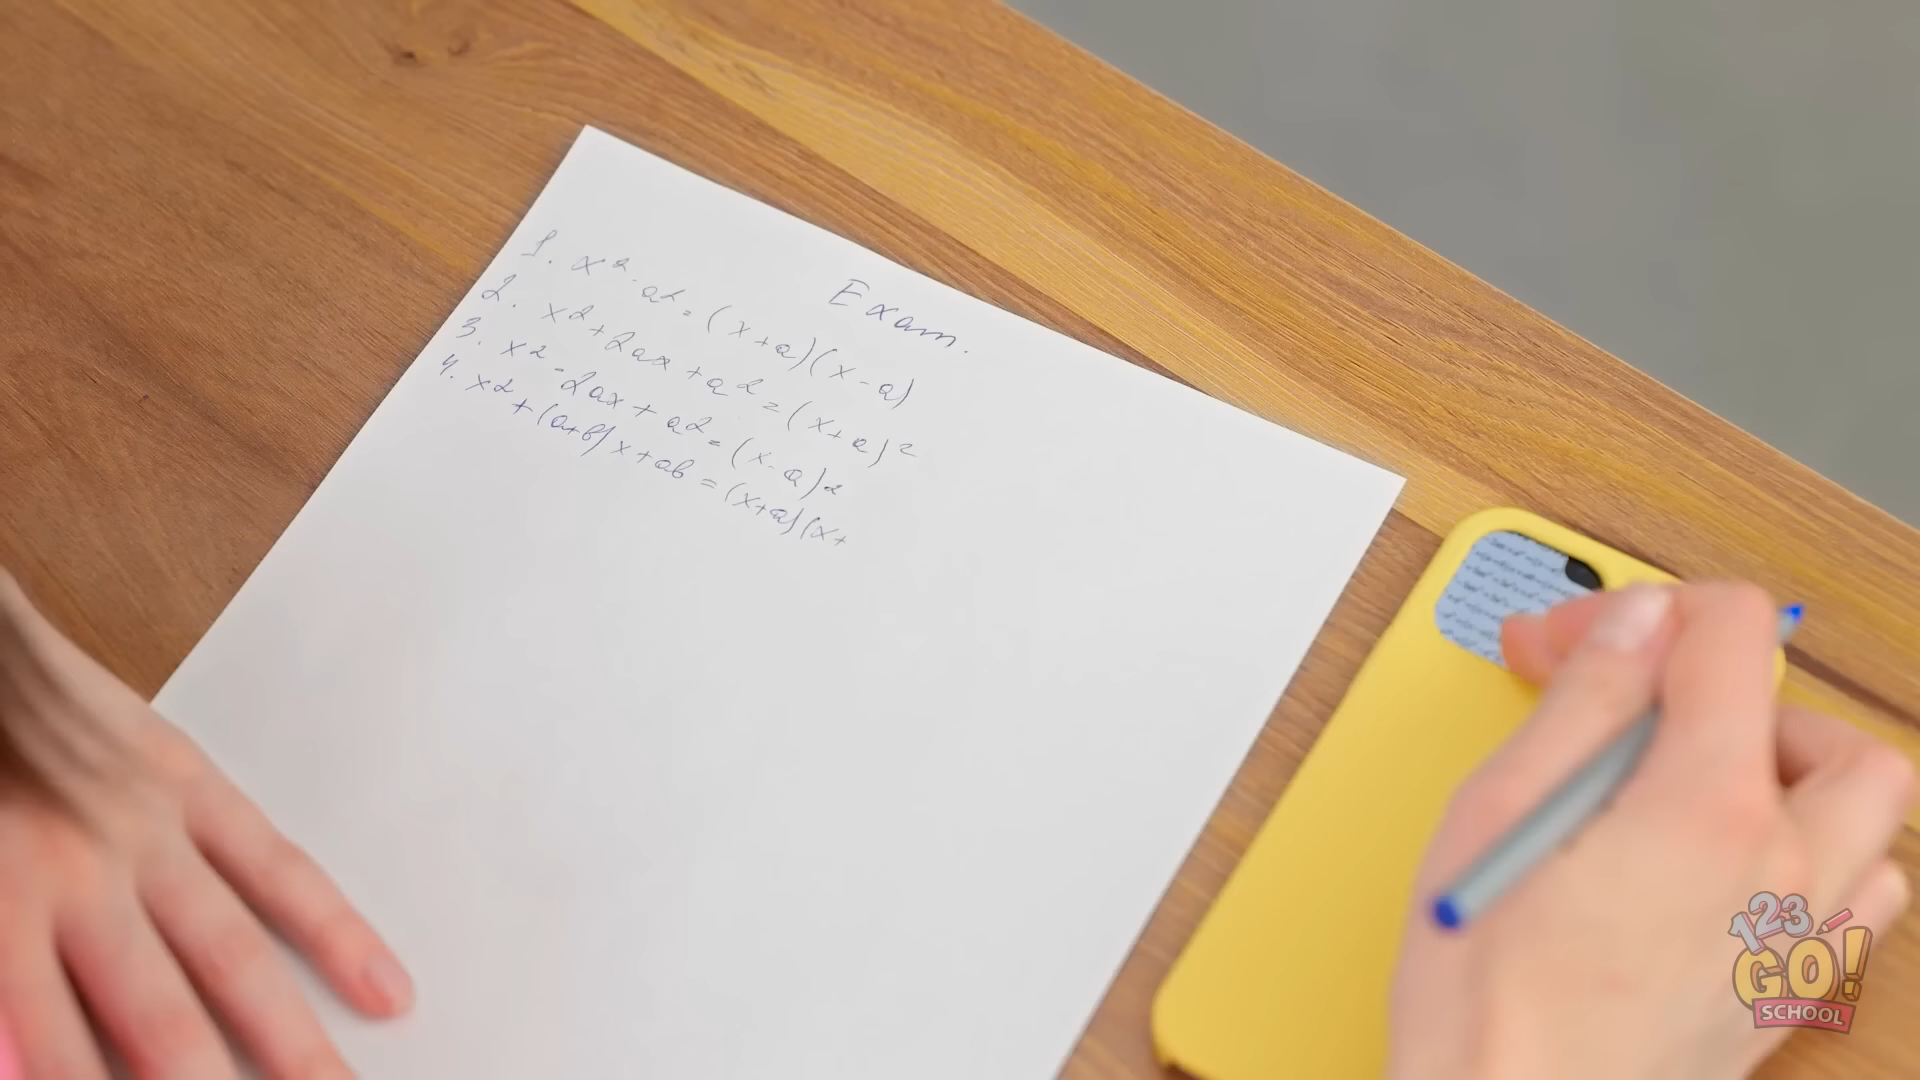 Exam.
1. x² - a² = (x+a)(x-a)
2. x² + 2ax + a² = (x+a)²
3. x² - 2ax + a² = (x-a)²
4. x² + (a+b)x + ab = (x+a)(x+
123
GO!
SCHOOL